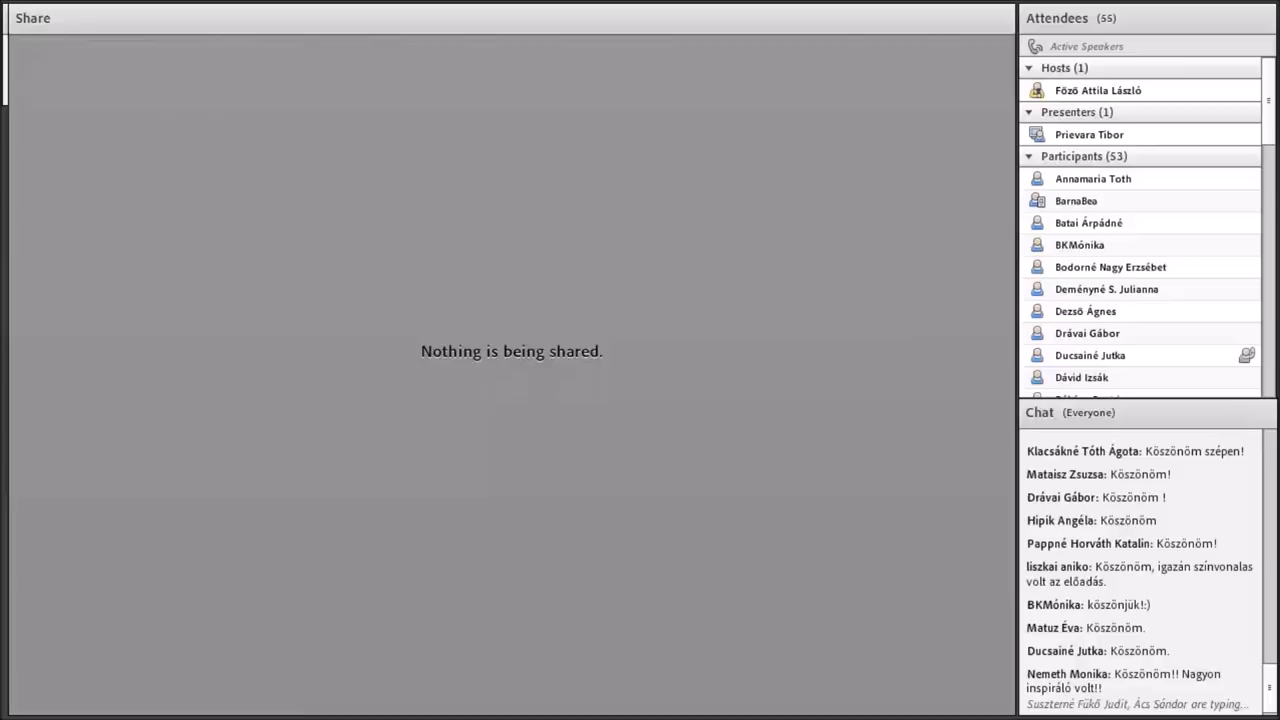 Share
Nothing is being shared.
Attendees (55)
Active Speakers
Hosts (1)
Főző Attila László
Presenters (1)
Prievara Tibor
Participants (53)
Annamaria Toth
BarnaBea
Batai Árpádné
BKMónika
Bodorné Nagy Erzsébet
Deményné S. Julianna
Dezső Ágnes
Drávai Gábor
Ducsainé Jutka
Dávid Izsák
Chat (Everyone)
Klacsákné Tóth Ágota: Köszönöm szépen!
Mataisz Zsuzsa: Köszönöm!
Drávai Gábor: Köszönöm !
Hipik Angéla: Köszönöm
Pappné Horváth Katalin: Köszönöm!
liszkai aniko: Köszönöm, igazán színvonalas
volt az előadás.
BKMónika: köszönjük!:)
Matuz Éva: Köszönöm.
Ducsainé Jutka: Köszönöm.
Nemeth Monika: Köszönöm!! Nagyon
inspiráló volt!!
Suszterné Fükő Judit, Ács Sándor are typing...